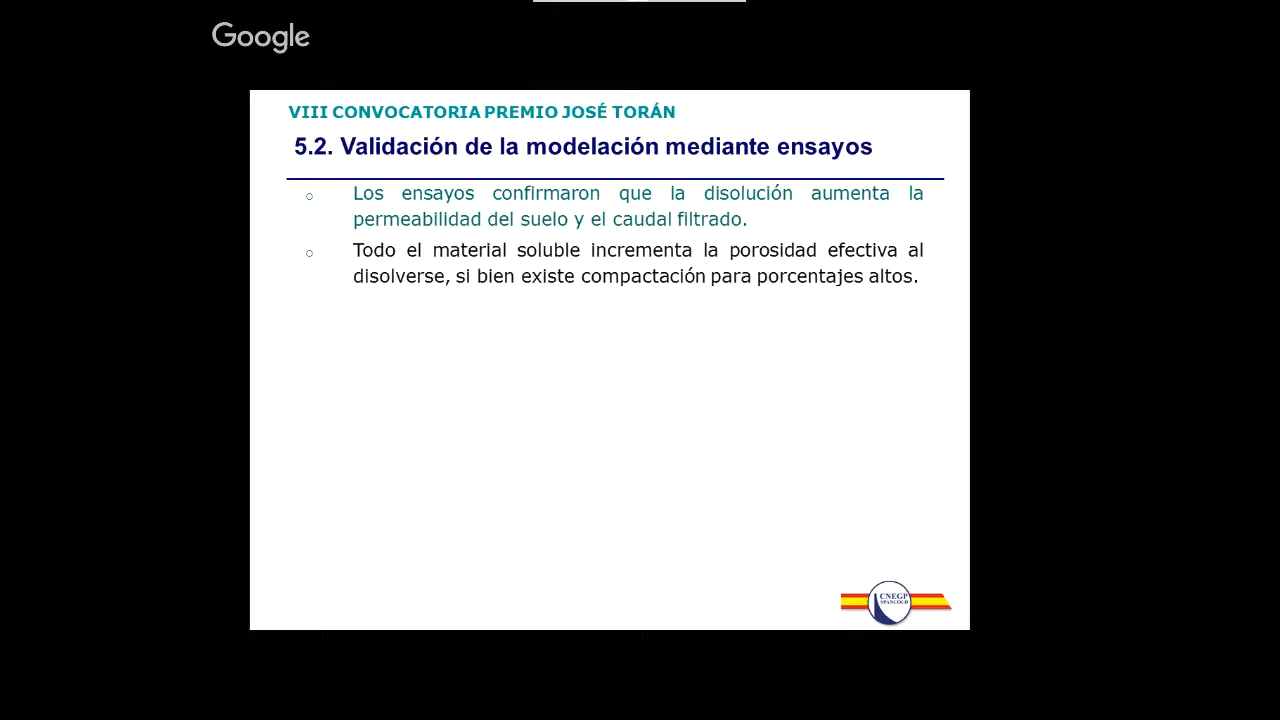 Google
VIII CONVOCATORIA PREMIO JOSÉ TORÁN
5.2. Validación de la modelación mediante ensayos
Los ensayos confirmaron que la disolución aumenta la
permeabilidad del suelo y el caudal filtrado.
Todo el material soluble incrementa la porosidad efectiva al
disolverse, si bien existe compactación para porcentajes altos.
CNEGP
SPANCOLD